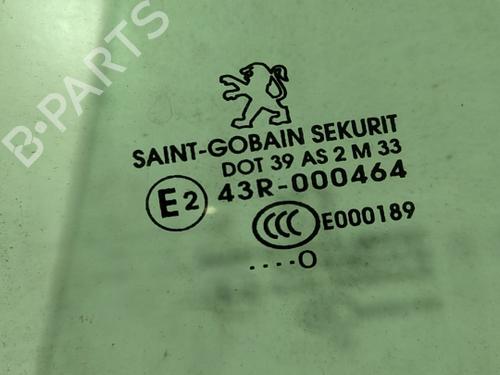 B-PARTS
SAINT-GOBAIN SEKURIT
DOT 39 AS 2 M 33
E2 43R-000464
CCC E000189
....O